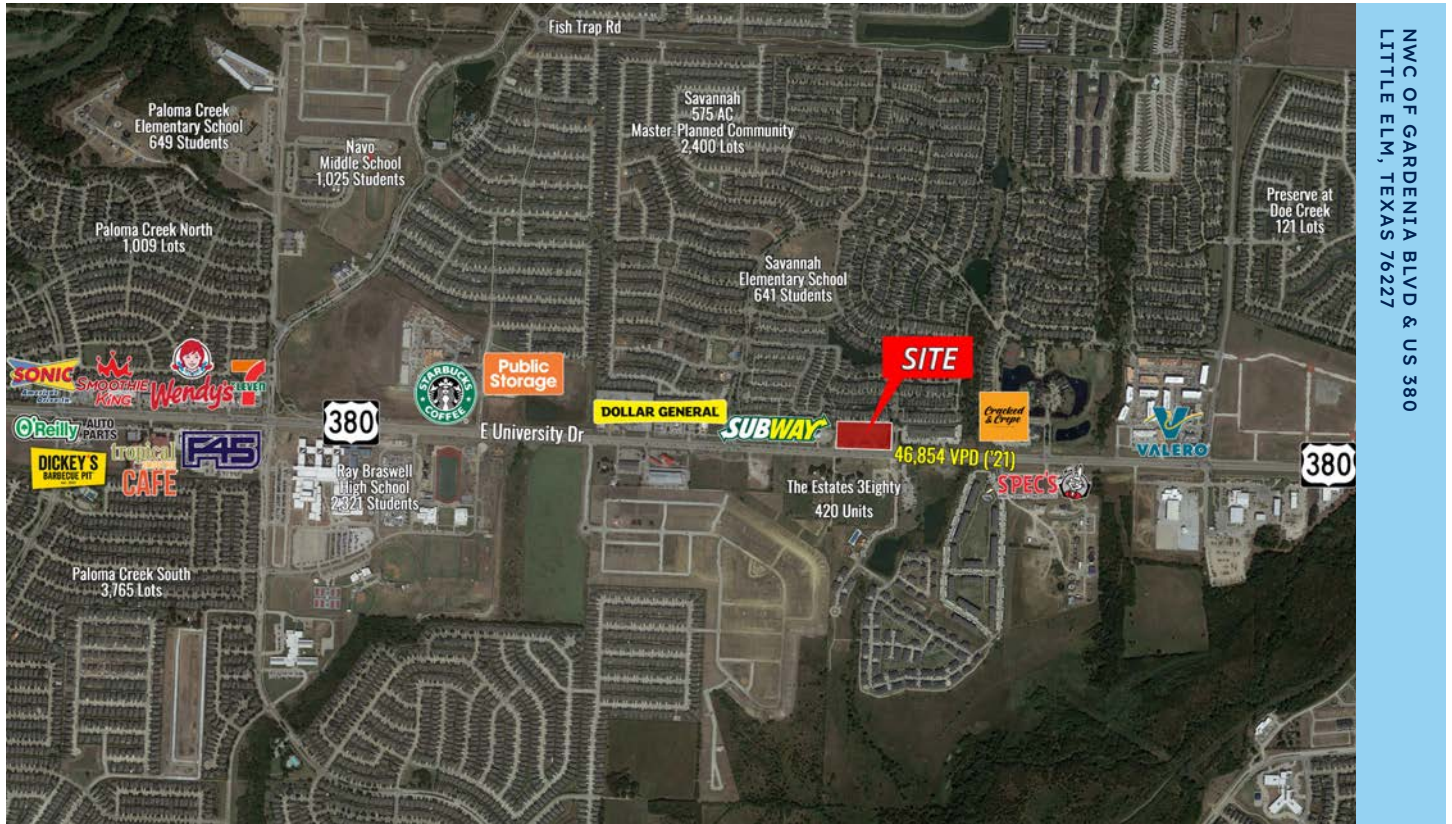 Fish Trap Rd
Paloma Creek
Elementary School
649 Students
Navo
Middle School
1,025 Students
Savannah
575 AC
Master-Planned Community
2,400 Lots
Preserve at
Doe Creek
121 Lots
Paloma Creek North
1,009 Lots
Savannah
Elementary School
641 Students
SITE
SONIC
America's Drive-In
SMOOTHIE
KING
Wendy's
7
ELEVEN
STARBUCKS
COFFEE
Public
Storage
DOLLAR GENERAL
SUBWAY
Cracked
& Crepe
VALERO
380
E University Dr
46,854 VPD ('21)
380
O'Reilly AUTO
PARTS
DICKEY'S
BARBECUE PIT
tropical
CAFE
F45
Ray Braswell
High School
2,321 Students
The Estates 3Eighty
420 Units
SPEC'S
Paloma Creek South
3,765 Lots
NWC OF GARDENIA BLVD & US 380
LITTLE ELM, TEXAS 76227